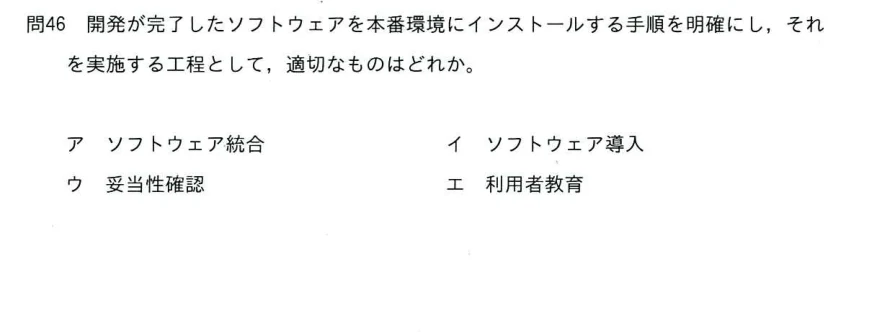 問46 開発が完了したソフトウェアを本番環境にインストールする手順を明確にし，それ
を実施する工程として，適切なものはどれか。
ア ソフトウェア統合 イ ソフトウェア導入
ウ 妥当性確認 エ 利用者教育